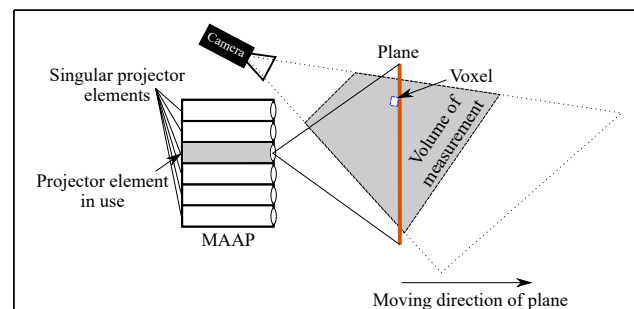 Camera
Plane
Singular projector
elements
Voxel
Volume of
measurement
Projector element
in use
MAAP
Moving direction of plane